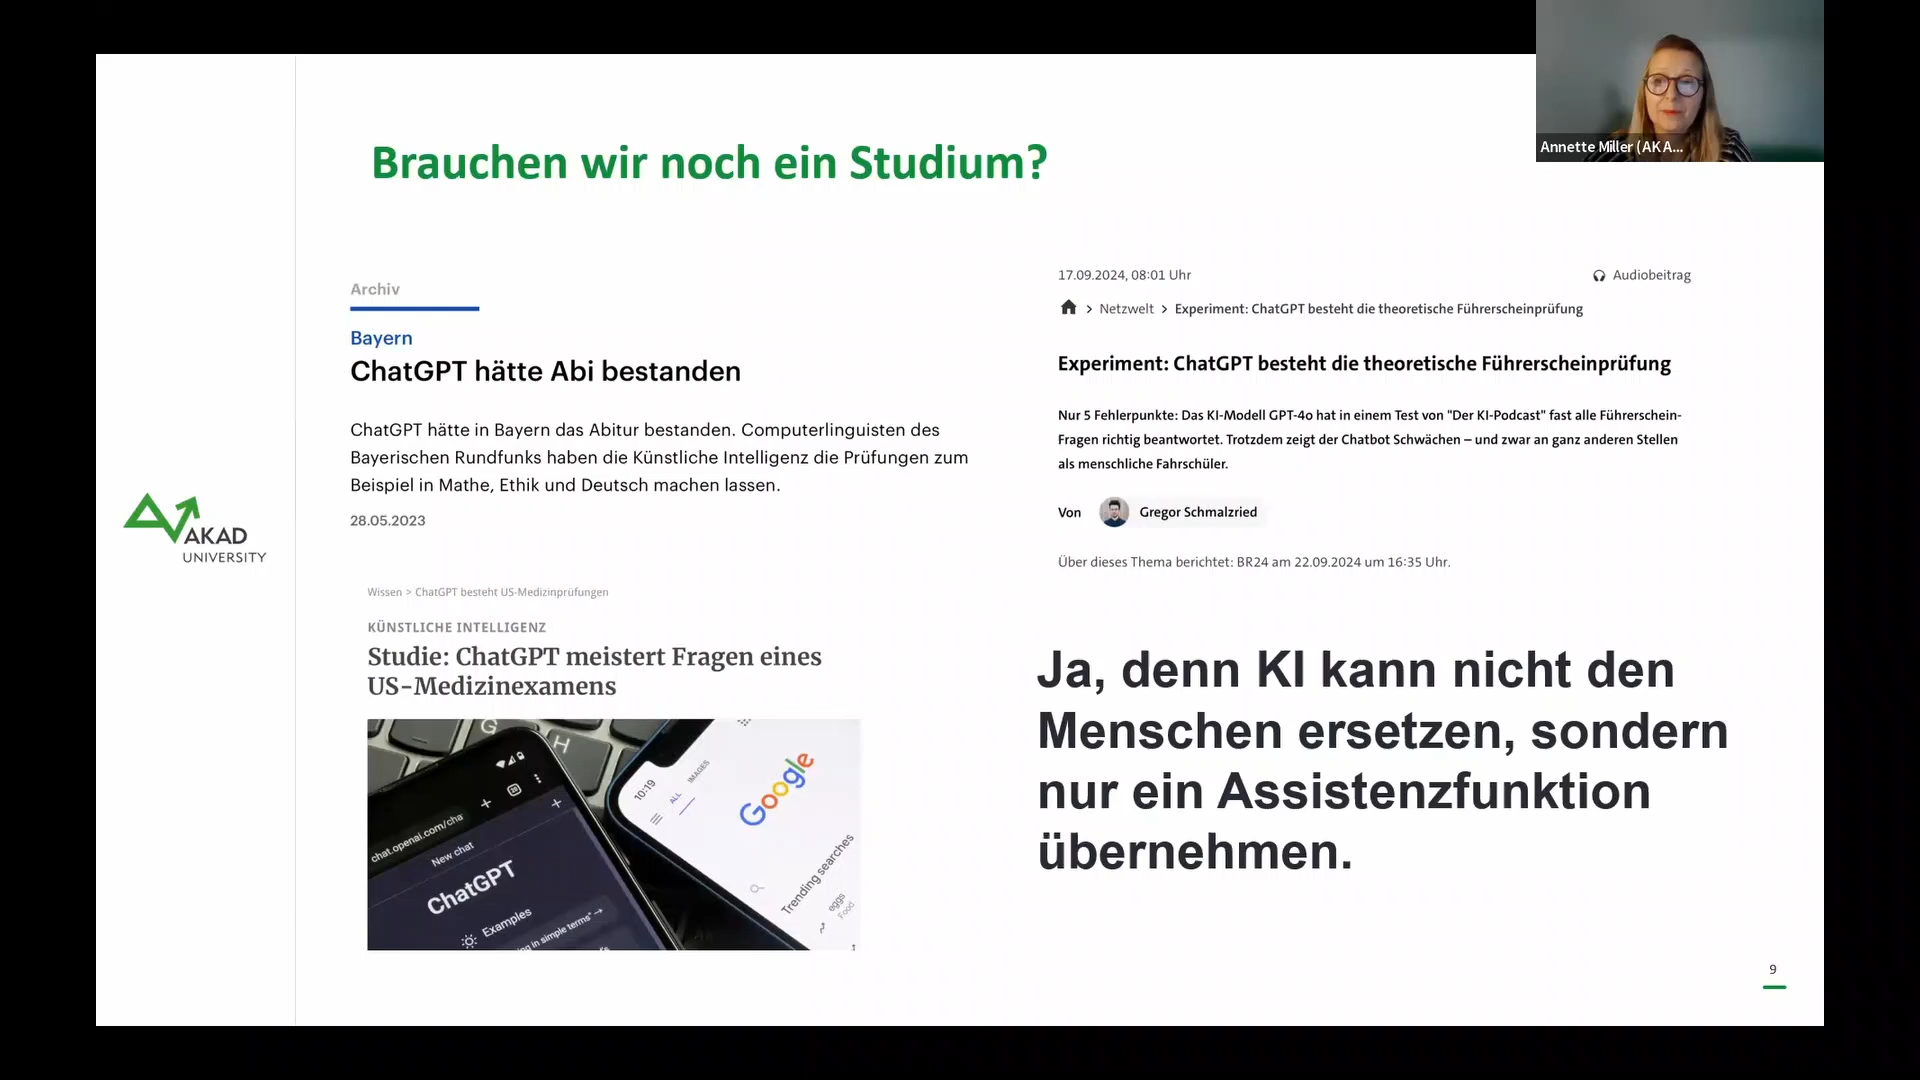 Annette Miller (AKA...
Brauchen wir noch ein Studium?
Archiv
Bayern
ChatGPT hätte Abi bestanden
ChatGPT hätte in Bayern das Abitur bestanden. Computerlinguisten des
Bayerischen Rundfunks haben die Künstliche Intelligenz die Prüfungen zum
Beispiel in Mathe, Ethik und Deutsch machen lassen.
28.05.2023
17.09.2024, 08:01 Uhr
Audiobeitrag
> Netzwelt > Experiment: ChatGPT besteht die theoretische Führerscheinprüfung
Experiment: ChatGPT besteht die theoretische Führerscheinprüfung
Nur 5 Fehlerpunkte: Das KI-Modell GPT-4o hat in einem Test von "Der KI-Podcast" fast alle Führerschein-
Fragen richtig beantwortet. Trotzdem zeigt der Chatbot Schwächen – und zwar an ganz anderen Stellen
als menschliche Fahrschüler.
Von Gregor Schmalzried
Über dieses Thema berichtet: BR24 am 22.09.2024 um 16:35 Uhr.
AKAD
UNIVERSITY
Wissen > ChatGPT besteht US-Medizinprüfungen
KÜNSTLICHE INTELLIGENZ
Studie: ChatGPT meistert Fragen eines
US-Medizinexamens
G
H
chat.openai.com/cha
New chat
ChatGPT
Examples
in simple terms" →
10:19
ALL
IMAGES
Google
Trending searches
eggs
Food
Ja, denn KI kann nicht den
Menschen ersetzen, sondern
nur ein Assistenzfunktion
übernehmen.
9